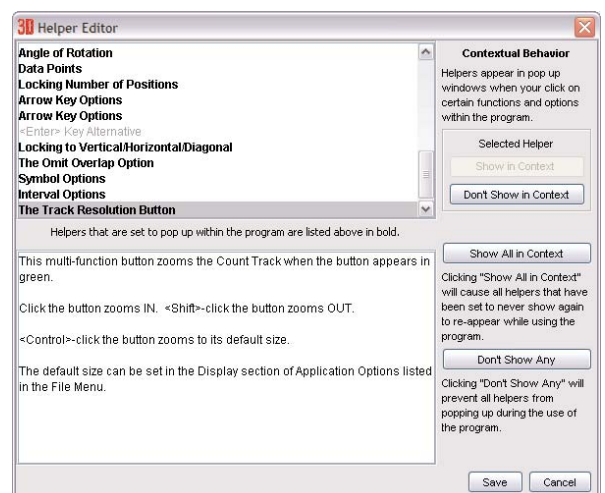 3D Helper Editor
Angle of Rotation
Data Points
Locking Number of Positions
Arrow Key Options
Arrow Key Options
<Enter> Key Alternative
Locking to Vertical/Horizontal/Diagonal
The Omit Overlap Option
Symbol Options
Interval Options
The Track Resolution Button
Helpers that are set to pop up within the program are listed above in bold.
This multi-function button zooms the Count Track when the button appears in
green.
Click the button zooms IN. <Shift>-click the button zooms OUT.
<Control>-click the button zooms to its default size.
The default size can be set in the Display section of Application Options listed
in the File Menu.
Contextual Behavior
Helpers appear in pop up
windows when your click on
certain functions and options
within the program.
Selected Helper
Show in Context
Don't Show in Context
Show All in Context
Clicking "Show All in Context"
will cause all helpers that have
been set to never show again
to re-appear while using the
program.
Don't Show Any
Clicking "Don't Show Any" will
prevent all helpers from
popping up during the use of
the program.
Save
Cancel